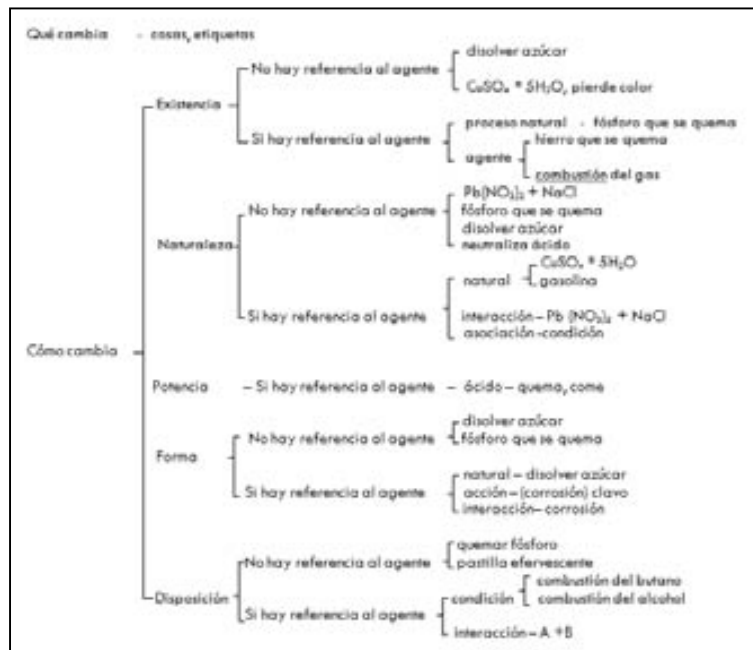 Qué cambia - cosas, etiquetas
disolver azúcar
No hay referencia al agente
CuSO₄ * 5H₂O, pierde color
Existencia
proceso natural - fósforo que se quema
Si hay referencia al agente
hierro que se quema
agente
combustión del gas
Pb(NO₃)₂ + NaCl
No hay referencia al agente
fósforo que se quema
disolver azúcar
neutraliza ácido
Naturaleza
CuSO₄ * 5H₂O
natural
gasolina
Si hay referencia al agente
interacción - Pb (NO₃)₂ + NaCl
asociación - condición
Cómo cambia
Potencia - Si hay referencia al agente - ácido - quema, come
disolver azúcar
No hay referencia al agente
fósforo que se quema
Forma
natural - disolver azúcar
Si hay referencia al agente
acción - (corrosión) clavo
interacción - corrosión
quemar fósforo
No hay referencia al agente
pastilla efervescente
Disposición
combustión del butano
condición
combustión del alcohol
Si hay referencia al agente
interacción - A + B